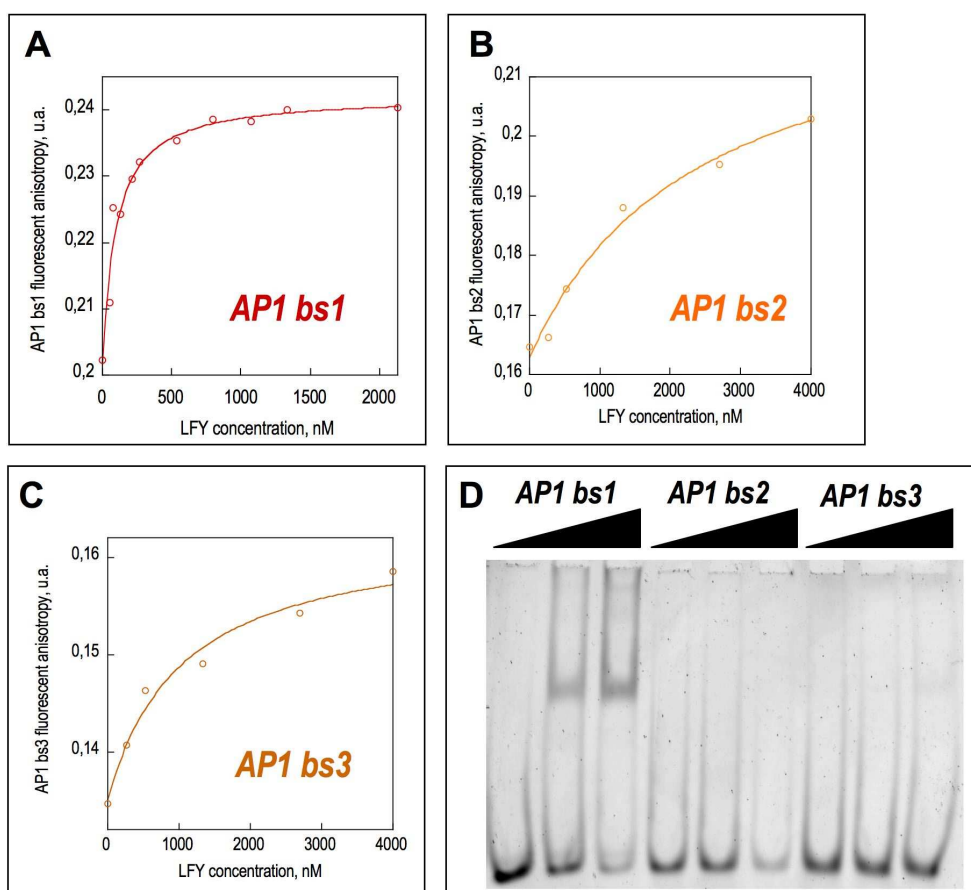 A
AP1 bs1 fluorescent anisotropy, u.a.
0,24
0,23
0,22
0,21
0,2
AP1 bs1
0
500
1000
1500
2000
LFY concentration, nM
B
AP1 bs2 fluorescent anisotropy, u.a.
0,21
0,2
0,19
0,18
0,17
0,16
AP1 bs2
0
1000
2000
3000
4000
LFY concentration, nM
C
AP1 bs3 fluorescent anisotropy, u.a.
0,16
0,15
0,14
AP1 bs3
0
1000
2000
3000
4000
LFY concentration, nM
D
AP1 bs1
AP1 bs2
AP1 bs3